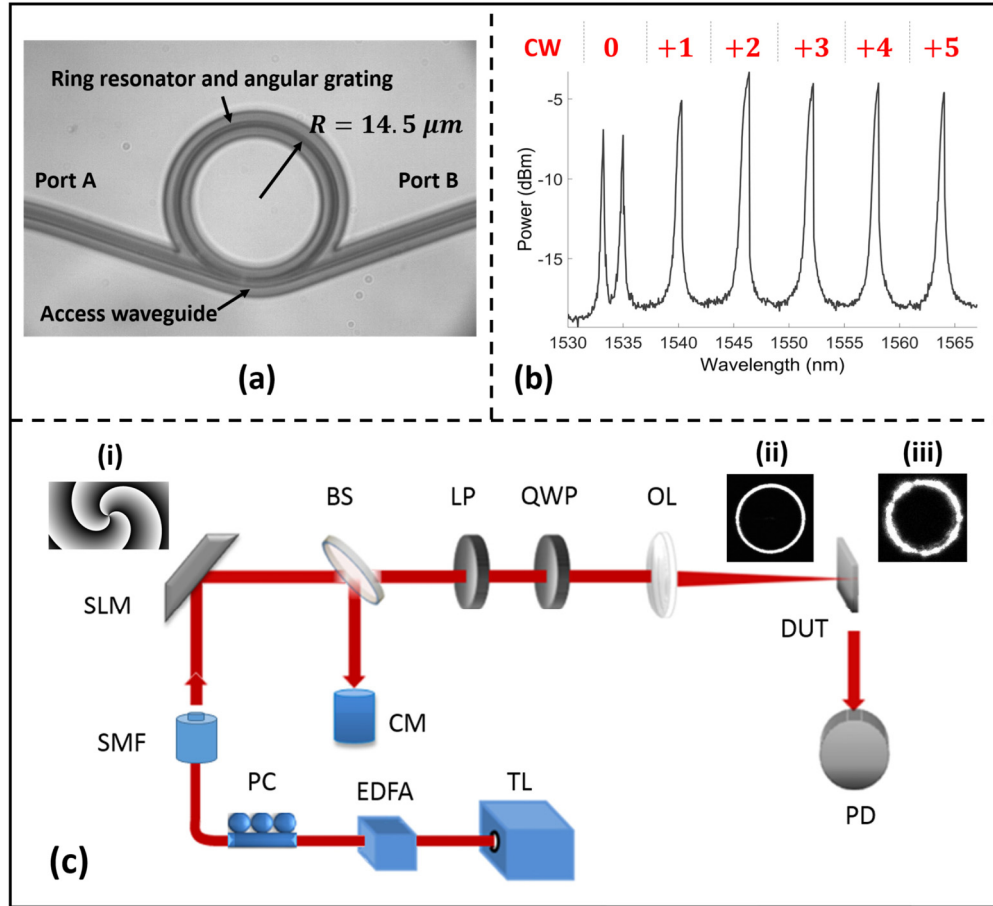 Ring resonator and angular grating
R = 14.5 μm
Port A
Port B
Access waveguide
(a)
CW 0 +1 +2 +3 +4 +5
-5
-10
-15
Power (dBm)
1530 1535 1540 1545 1550 1555 1560 1565
Wavelength (nm)
(b)
(i)
(ii)
(iii)
BS
LP
QWP
OL
SLM
DUT
SMF
CM
PC
EDFA
TL
PD
(c)